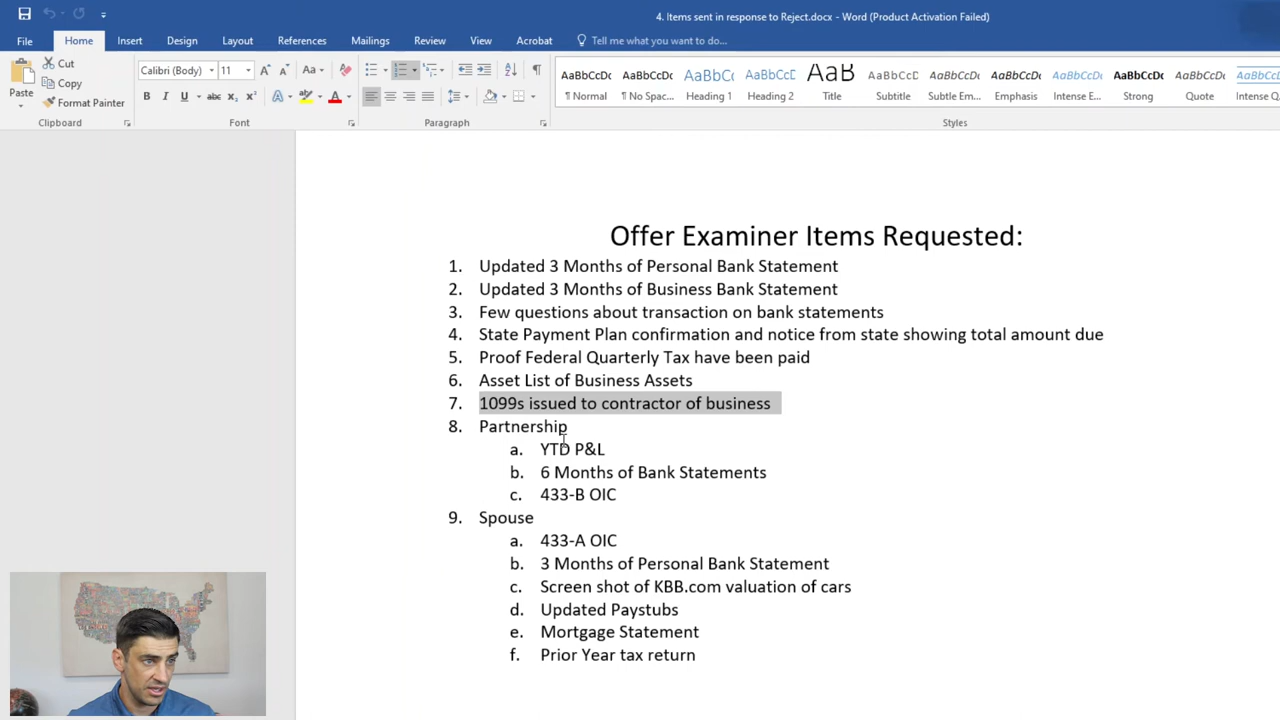 4. Items sent in response to Reject.docx - Word (Product Activation Failed)
File Home Insert Design Layout References Mailings Review View Acrobat Tell me what you want to do...
Paste
Cut
Copy
Format Painter
Clipboard
Calibri (Body) 11
Font
Paragraph
AaBbCcDc AaBbCcDc AaBbCc AaBbCcD AaB AaBbCcD AaBbCcDc AaBbCcDc AaBbCcDc AaBbCcDc AaBbCcDc AaBbCcDc
¶ Normal ¶ No Spac... Heading 1 Heading 2 Title Subtitle Subtle Em... Emphasis Intense E... Strong Quote Intense Q
Styles
Offer Examiner Items Requested:
1. Updated 3 Months of Personal Bank Statement
2. Updated 3 Months of Business Bank Statement
3. Few questions about transaction on bank statements
4. State Payment Plan confirmation and notice from state showing total amount due
5. Proof Federal Quarterly Tax have been paid
6. Asset List of Business Assets
7. 1099s issued to contractor of business
8. Partnership
a. YTD P&L
b. 6 Months of Bank Statements
c. 433-B OIC
9. Spouse
a. 433-A OIC
b. 3 Months of Personal Bank Statement
c. Screen shot of KBB.com valuation of cars
d. Updated Paystubs
e. Mortgage Statement
f. Prior Year tax return